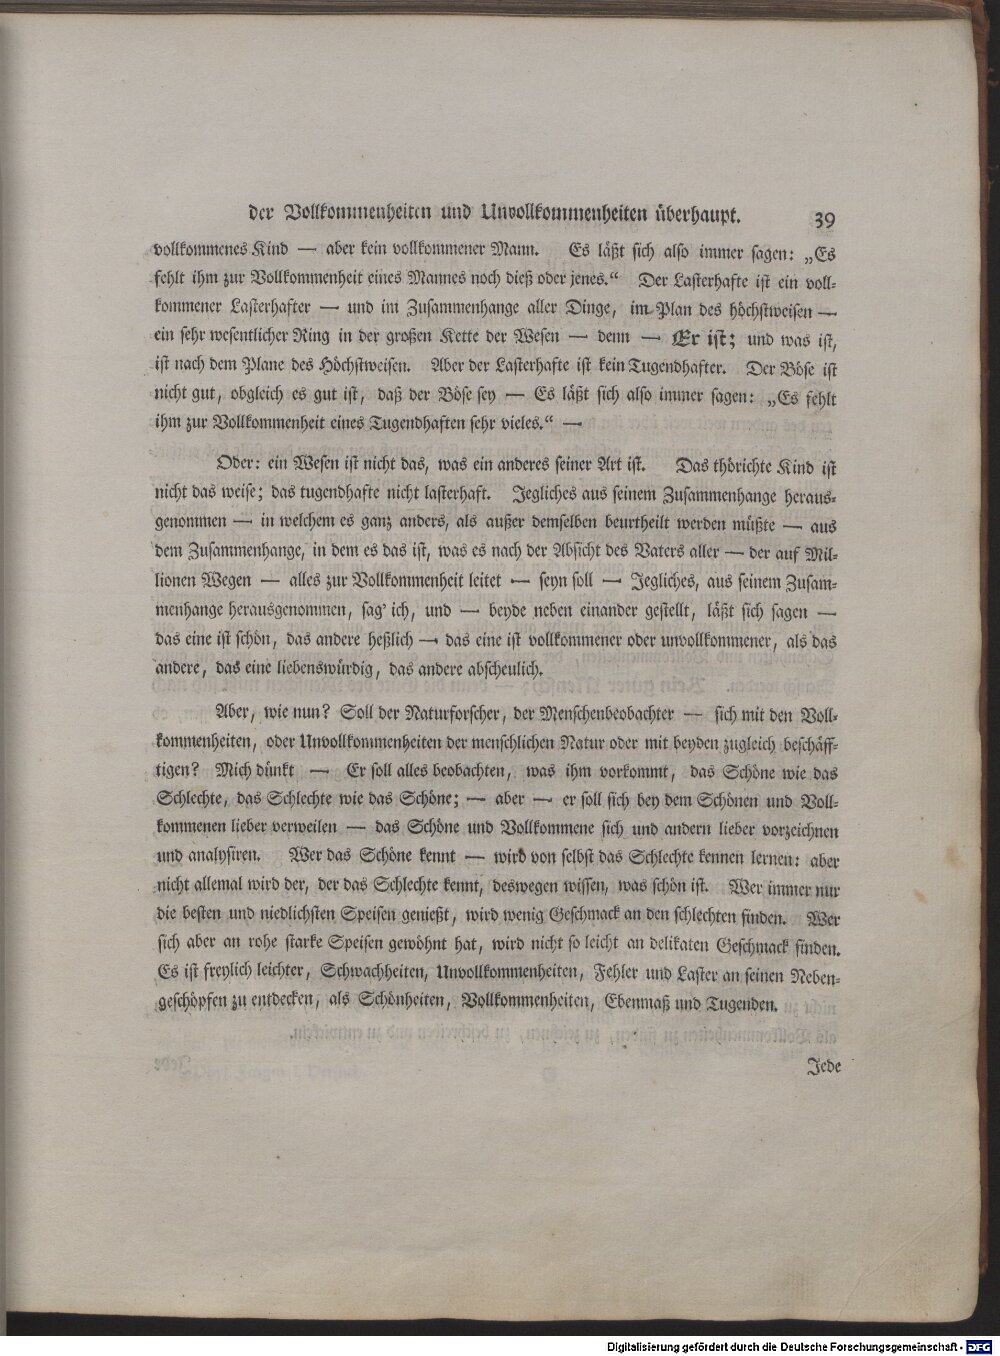 der Vollkommenheiten und Unvollkommenheiten überhaupt. 39
vollkommenes Kind — aber kein vollkommener Mann. Es läßt sich also immer sagen: „Es
fehlt ihm zur Vollkommenheit eines Mannes noch dieß oder jenes.“ Der Lasterhafte ist ein voll-
kommener Lasterhafter — und im Zusammenhange aller Dinge, im Plan des höchstweisen —
ein sehr wesentlicher Ring in der großen Kette der Wesen — denn — Er ist; und was ist,
ist nach dem Plane des Höchstweisen. Aber der Lasterhafte ist kein Tugendhafter. Der Böse ist
nicht gut, obgleich es gut ist, daß der Böse sey — Es läßt sich also immer sagen: „Es fehlt
ihm zur Vollkommenheit eines Tugendhaften sehr vieles.“ —
Oder: ein Wesen ist nicht das, was ein anderes seiner Art ist. Das thörichte Kind ist
nicht das weise; das tugendhafte nicht lasterhaft. Jegliches aus seinem Zusammenhange heraus-
genommen — in welchem es ganz anders, als außer demselben beurtheilt werden müßte — aus
dem Zusammenhange, in dem es das ist, was es nach der Absicht des Vaters aller — der auf Mil-
lionen Wegen — alles zur Vollkommenheit leitet — seyn soll — Jegliches, aus seinem Zusam-
menhange herausgenommen, sag' ich, und — beyde neben einander gestellt, läßt sich sagen —
das eine ist schön, das andere heßlich — das eine ist vollkommener oder unvollkommener, als das
andere, das eine liebenswürdig, das andere abscheulich.
Aber, wie nun? Soll der Naturforscher, der Menschenbeobachter — sich mit den Voll-
kommenheiten, oder Unvollkommenheiten der menschlichen Natur oder mit beyden zugleich beschäff-
tigen? Mich dünkt — Er soll alles beobachten, was ihm vorkommt, das Schöne wie das
Schlechte, das Schlechte wie das Schöne; — aber — er soll sich bey dem Schönen und Voll-
kommenen lieber verweilen — das Schöne und Vollkommene sich und andern lieber vorzeichnen
und analysiren. Wer das Schöne kennt — wird von selbst das Schlechte kennen lernen: aber
nicht allemal wird der, der das Schlechte kennt, deswegen wissen, was schön ist. Wer immer nur
die besten und niedlichsten Speisen genießt, wird wenig Geschmack an den schlechten finden. Wer
sich aber an rohe starke Speisen gewöhnt hat, wird nicht so leicht an delikaten Geschmack finden.
Es ist freylich leichter, Schwachheiten, Unvollkommenheiten, Fehler und Laster an seinen Neben-
geschöpfen zu entdecken, als Schönheiten, Vollkommenheiten, Ebenmaß und Tugenden.
Jede
Digitalisierung gefördert durch die Deutsche Forschungsgemeinschaft - DFG